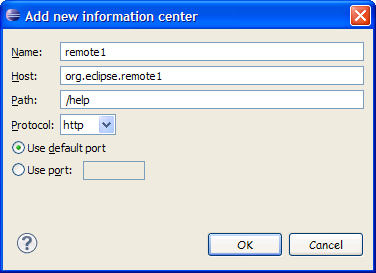 Add new information center
Name: remote1
Host: org.eclipse.remote1
Path: /help
Protocol: http
Use default port
Use port:
? OK Cancel